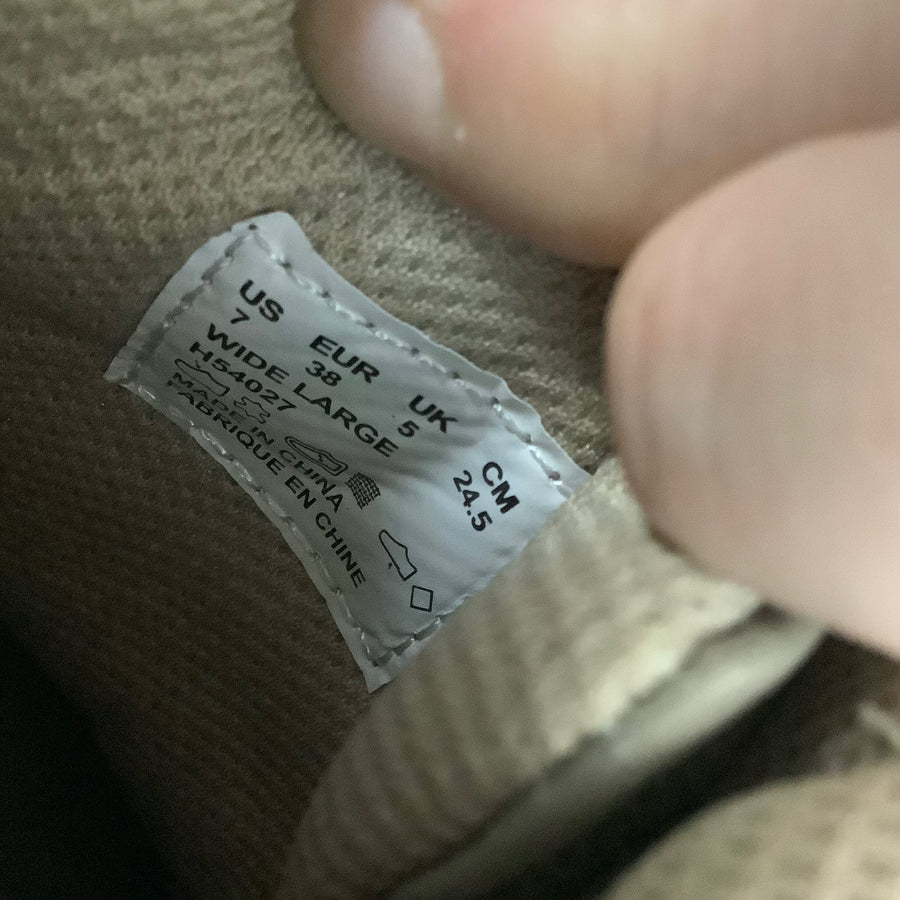 US EUR UK CM
7 38 5 24.5
WIDE LARGE
H54027
MADE IN CHINA
FABRIQUE EN CHINE